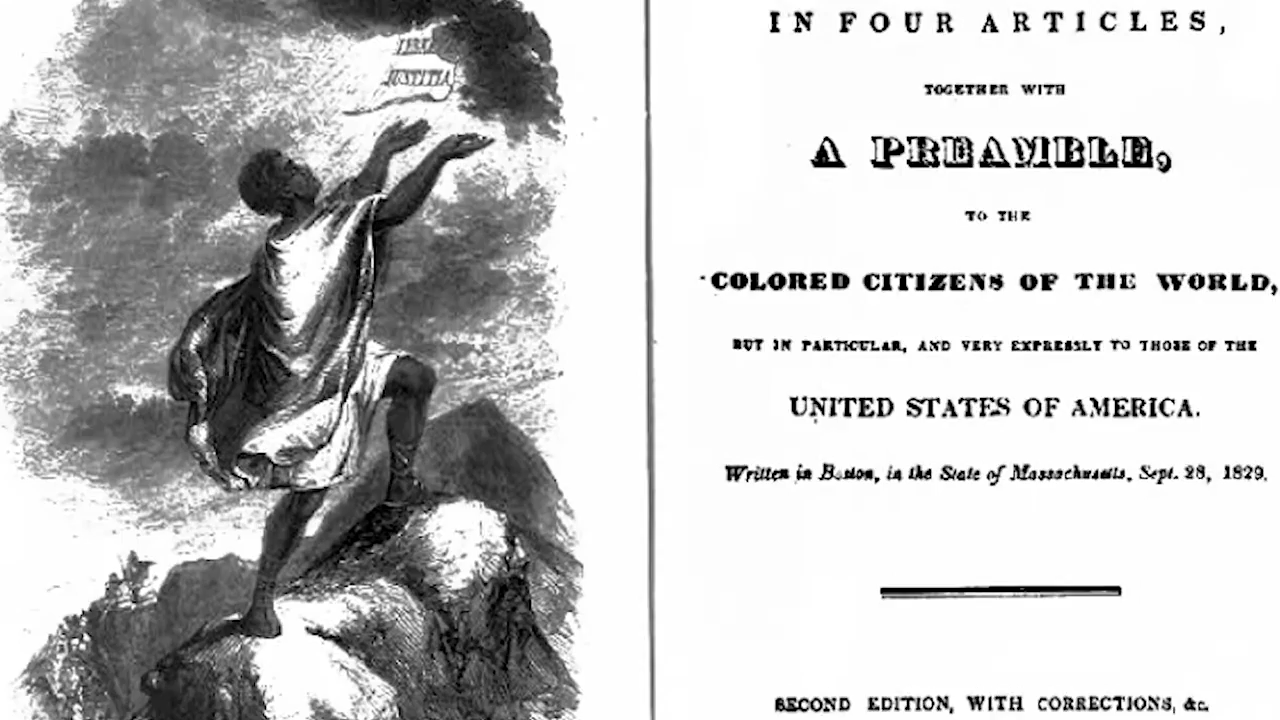 JUSTITIA
IN FOUR ARTICLES,
TOGETHER WITH
A PREAMBLE,
TO THE
COLORED CITIZENS OF THE WORLD,
BUT IN PARTICULAR, AND VERY EXPRESSLY TO THOSE OF THE
UNITED STATES OF AMERICA.
Written in Boston, in the State of Massachusetts, Sept. 28, 1829.
SECOND EDITION, WITH CORRECTIONS, &c.